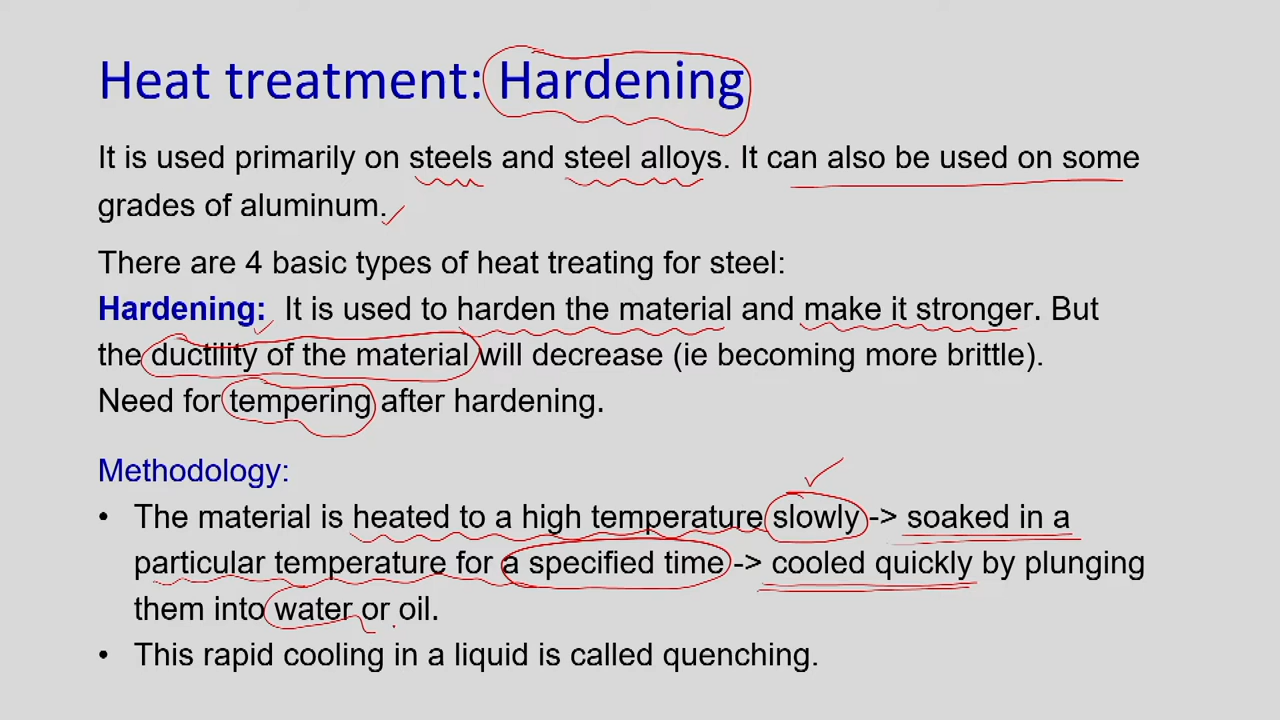 Heat treatment: Hardening
It is used primarily on steels and steel alloys. It can also be used on some
grades of aluminum.
There are 4 basic types of heat treating for steel:
Hardening: It is used to harden the material and make it stronger. But
the ductility of the material will decrease (ie becoming more brittle).
Need for tempering after hardening.
Methodology:
• The material is heated to a high temperature slowly -> soaked in a
particular temperature for a specified time -> cooled quickly by plunging
them into water or oil.
• This rapid cooling in a liquid is called quenching.